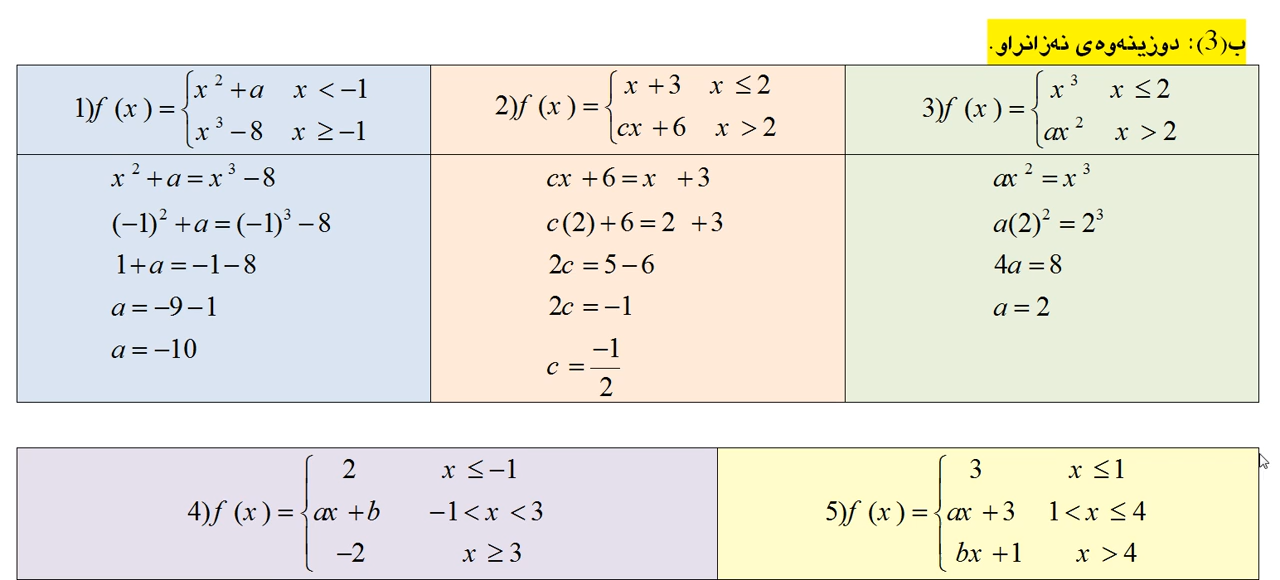 ب(3): دوزینەوەی نەزانراو.
1)f(x)={x²+a x<-1
x³-8 x≥-1
x²+a=x³-8
(-1)²+a=(-1)³-8
1+a=-1-8
a=-9-1
a=-10
2)f(x)={x+3 x≤2
cx+6 x>2
cx+6=x +3
c(2)+6=2 +3
2c=5-6
2c=-1
c=-1/2
3)f(x)={x³ x≤2
ax² x>2
ax²=x³
a(2)²=2³
4a=8
a=2
4)f(x)={2 x≤-1
ax+b -1<x<3
-2 x≥3
5)f(x)={3 x≤1
ax+3 1<x≤4
bx+1 x>4